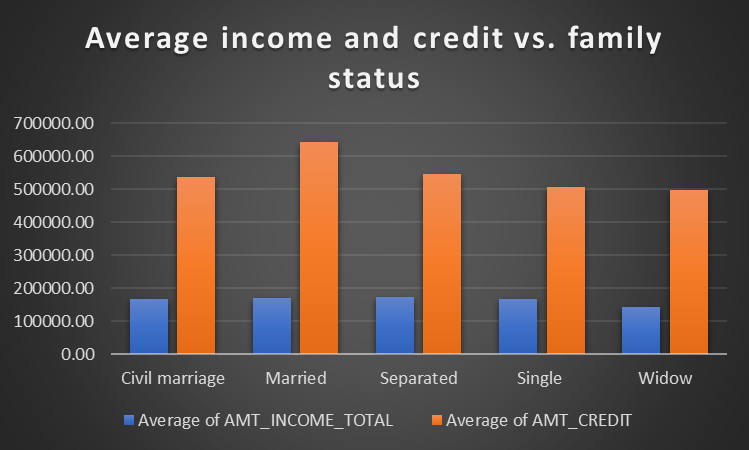 Average income and credit vs. family
status
700000.00
600000.00
500000.00
400000.00
300000.00
200000.00
100000.00
0.00
Civil marriage Married Separated Single Widow
Average of AMT_INCOME_TOTAL Average of AMT_CREDIT